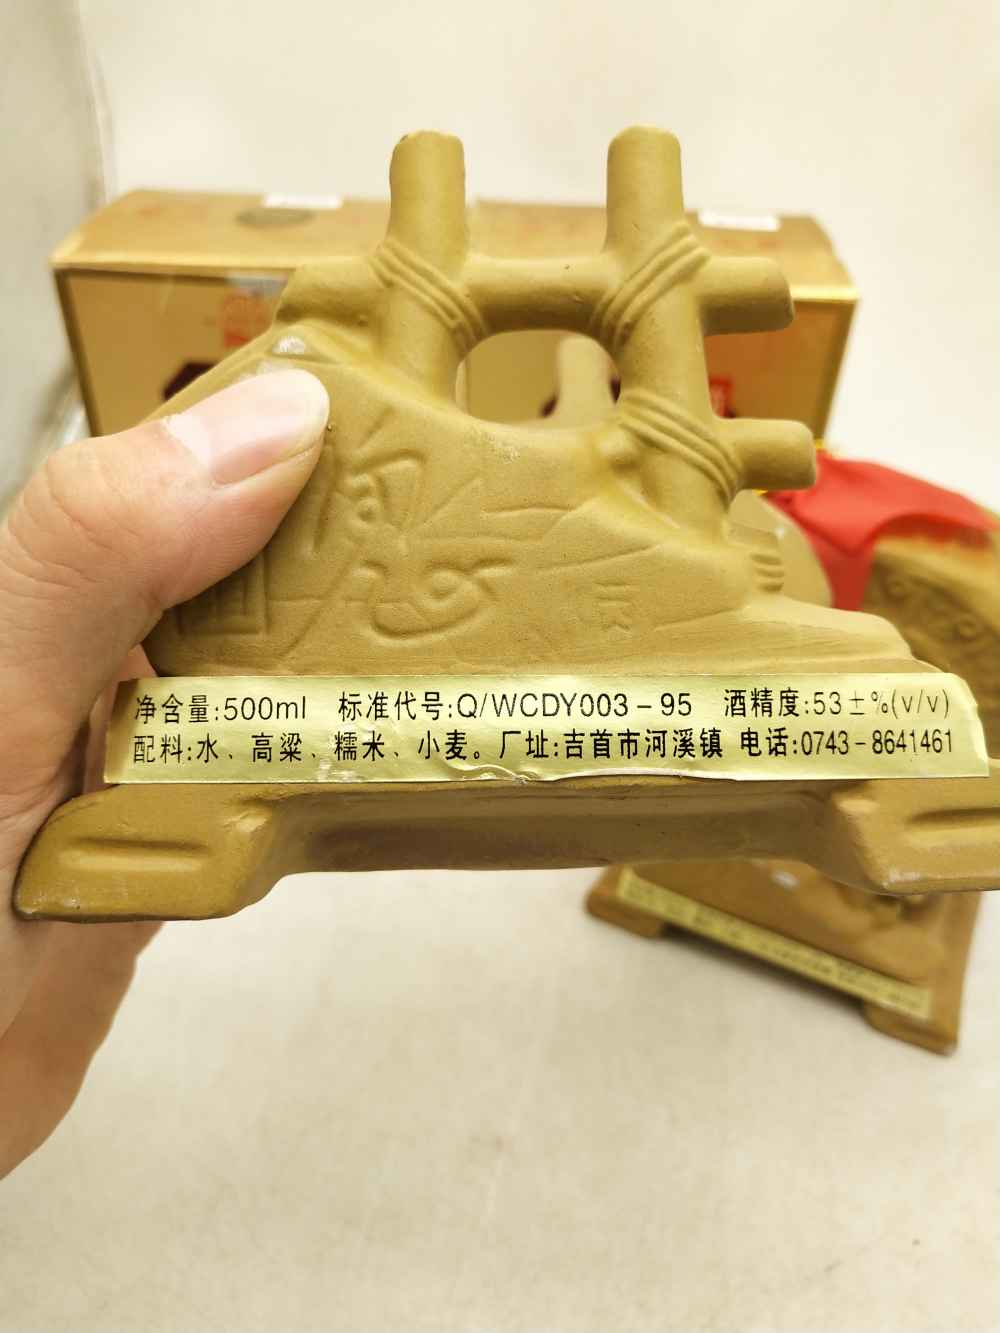 净含量:500ml 标准代号:Q/WCDY003-95 酒精度:53±%(v/v)
配料:水、高粱、糯米、小麦。厂址:吉首市河溪镇 电话:0743-8641461